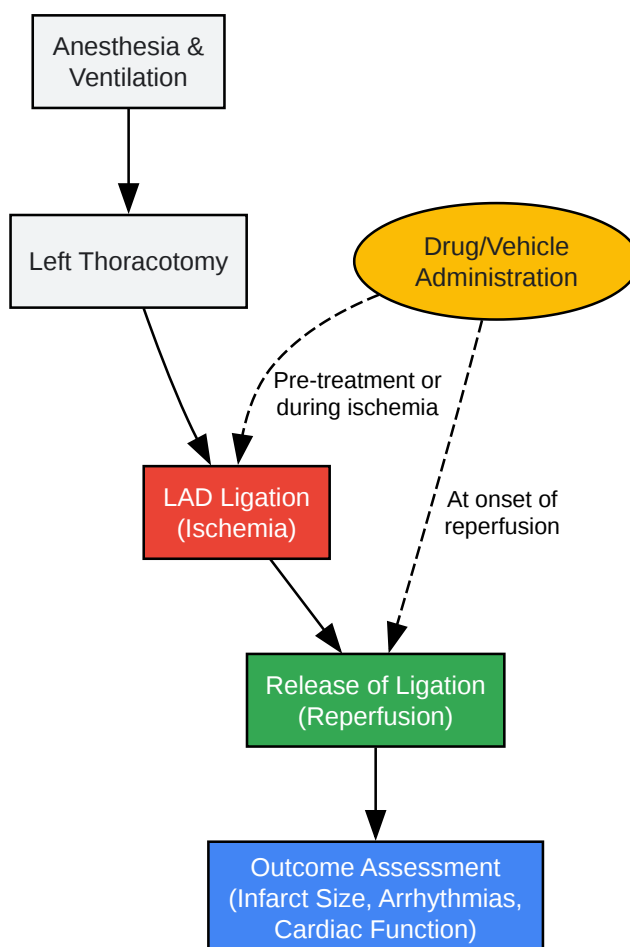 Anesthesia &
Ventilation
Left Thoracotomy
Drug/Vehicle
Administration
Pre-treatment or
during ischemia
LAD Ligation
(Ischemia)
At onset of
reperfusion
Release of Ligation
(Reperfusion)
Outcome Assessment
(Infarct Size, Arrhythmias,
Cardiac Function)